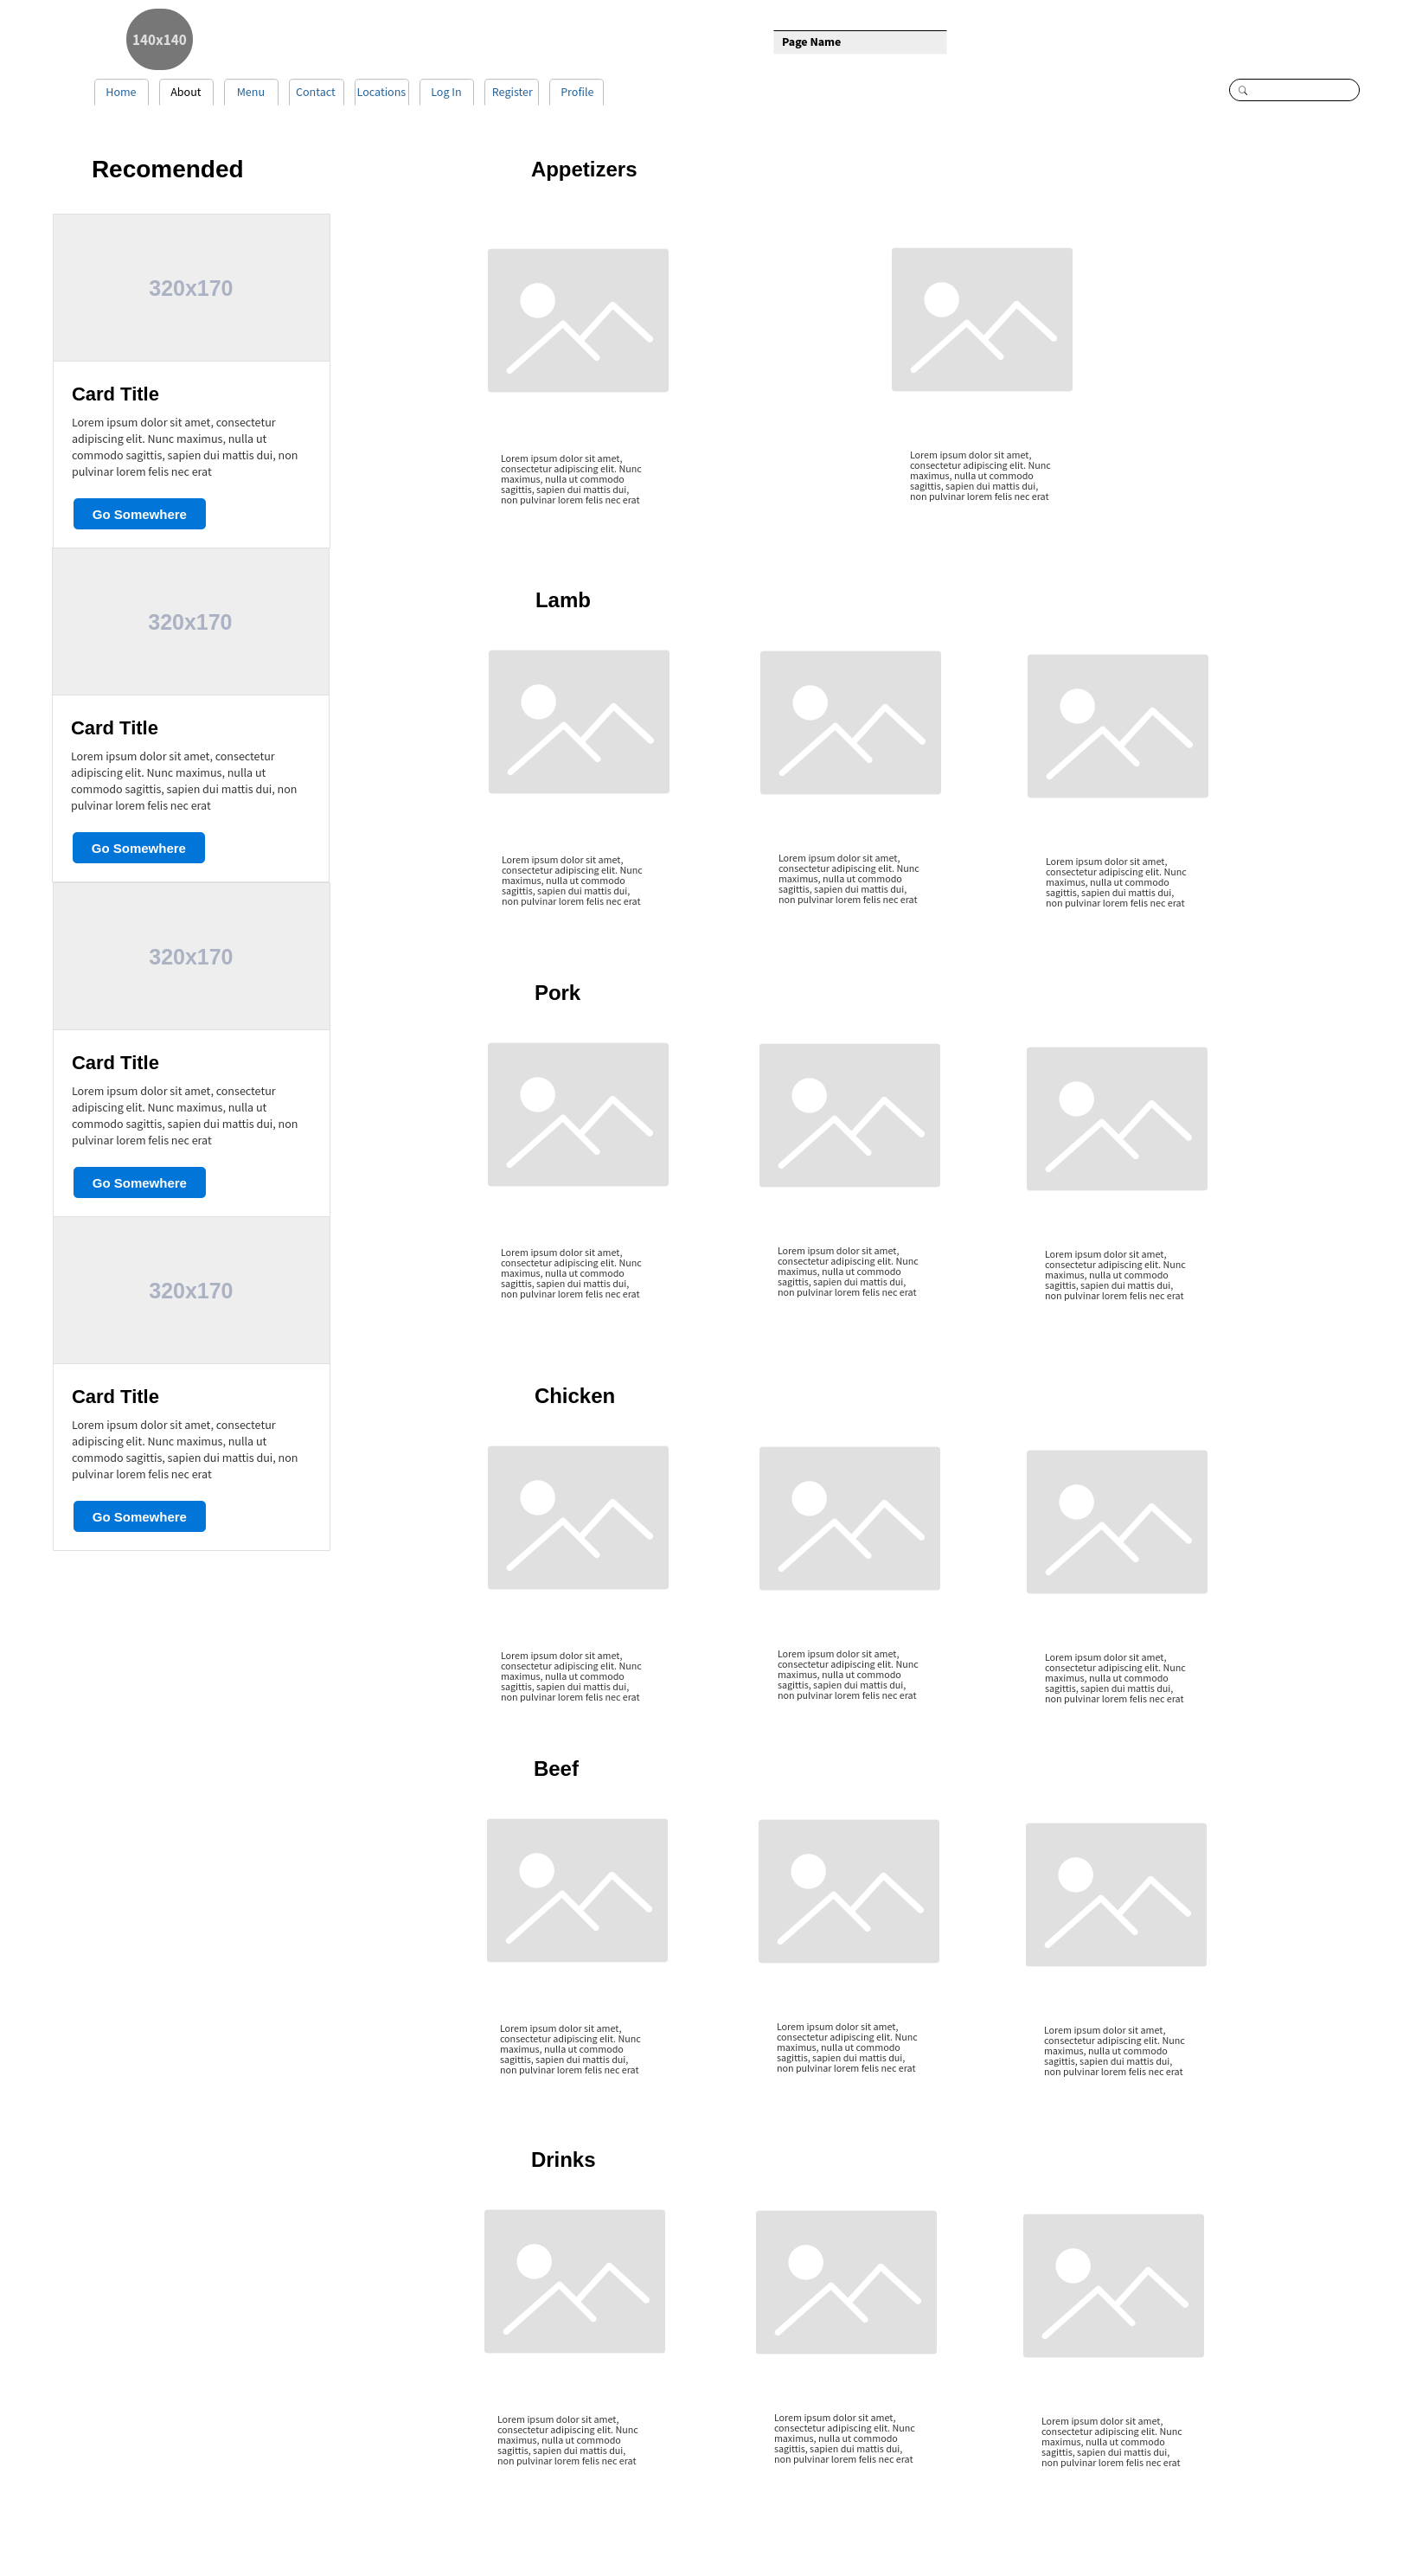 140x140
Page Name
Home
About
Menu
Contact
Locations
Log In
Register
Profile
Recomended
320x170
Card Title
Lorem ipsum dolor sit amet, consectetur
adipiscing elit. Nunc maximus, nulla ut
commodo sagittis, sapien dui mattis dui, non
pulvinar lorem felis nec erat
Go Somewhere
320x170
Card Title
Lorem ipsum dolor sit amet, consectetur
adipiscing elit. Nunc maximus, nulla ut
commodo sagittis, sapien dui mattis dui, non
pulvinar lorem felis nec erat
Go Somewhere
320x170
Card Title
Lorem ipsum dolor sit amet, consectetur
adipiscing elit. Nunc maximus, nulla ut
commodo sagittis, sapien dui mattis dui, non
pulvinar lorem felis nec erat
Go Somewhere
320x170
Card Title
Lorem ipsum dolor sit amet, consectetur
adipiscing elit. Nunc maximus, nulla ut
commodo sagittis, sapien dui mattis dui, non
pulvinar lorem felis nec erat
Go Somewhere
Appetizers
Lorem ipsum dolor sit amet,
consectetur adipiscing elit. Nunc
maximus, nulla ut commodo
sagittis, sapien dui mattis dui,
non pulvinar lorem felis nec erat
Lorem ipsum dolor sit amet,
consectetur adipiscing elit. Nunc
maximus, nulla ut commodo
sagittis, sapien dui mattis dui,
non pulvinar lorem felis nec erat
Lamb
Lorem ipsum dolor sit amet,
consectetur adipiscing elit. Nunc
maximus, nulla ut commodo
sagittis, sapien dui mattis dui,
non pulvinar lorem felis nec erat
Lorem ipsum dolor sit amet,
consectetur adipiscing elit. Nunc
maximus, nulla ut commodo
sagittis, sapien dui mattis dui,
non pulvinar lorem felis nec erat
Lorem ipsum dolor sit amet,
consectetur adipiscing elit. Nunc
maximus, nulla ut commodo
sagittis, sapien dui mattis dui,
non pulvinar lorem felis nec erat
Pork
Lorem ipsum dolor sit amet,
consectetur adipiscing elit. Nunc
maximus, nulla ut commodo
sagittis, sapien dui mattis dui,
non pulvinar lorem felis nec erat
Lorem ipsum dolor sit amet,
consectetur adipiscing elit. Nunc
maximus, nulla ut commodo
sagittis, sapien dui mattis dui,
non pulvinar lorem felis nec erat
Lorem ipsum dolor sit amet,
consectetur adipiscing elit. Nunc
maximus, nulla ut commodo
sagittis, sapien dui mattis dui,
non pulvinar lorem felis nec erat
Chicken
Lorem ipsum dolor sit amet,
consectetur adipiscing elit. Nunc
maximus, nulla ut commodo
sagittis, sapien dui mattis dui,
non pulvinar lorem felis nec erat
Lorem ipsum dolor sit amet,
consectetur adipiscing elit. Nunc
maximus, nulla ut commodo
sagittis, sapien dui mattis dui,
non pulvinar lorem felis nec erat
Lorem ipsum dolor sit amet,
consectetur adipiscing elit. Nunc
maximus, nulla ut commodo
sagittis, sapien dui mattis dui,
non pulvinar lorem felis nec erat
Beef
Lorem ipsum dolor sit amet,
consectetur adipiscing elit. Nunc
maximus, nulla ut commodo
sagittis, sapien dui mattis dui,
non pulvinar lorem felis nec erat
Lorem ipsum dolor sit amet,
consectetur adipiscing elit. Nunc
maximus, nulla ut commodo
sagittis, sapien dui mattis dui,
non pulvinar lorem felis nec erat
Lorem ipsum dolor sit amet,
consectetur adipiscing elit. Nunc
maximus, nulla ut commodo
sagittis, sapien dui mattis dui,
non pulvinar lorem felis nec erat
Drinks
Lorem ipsum dolor sit amet,
consectetur adipiscing elit. Nunc
maximus, nulla ut commodo
sagittis, sapien dui mattis dui,
non pulvinar lorem felis nec erat
Lorem ipsum dolor sit amet,
consectetur adipiscing elit. Nunc
maximus, nulla ut commodo
sagittis, sapien dui mattis dui,
non pulvinar lorem felis nec erat
Lorem ipsum dolor sit amet,
consectetur adipiscing elit. Nunc
maximus, nulla ut commodo
sagittis, sapien dui mattis dui,
non pulvinar lorem felis nec erat